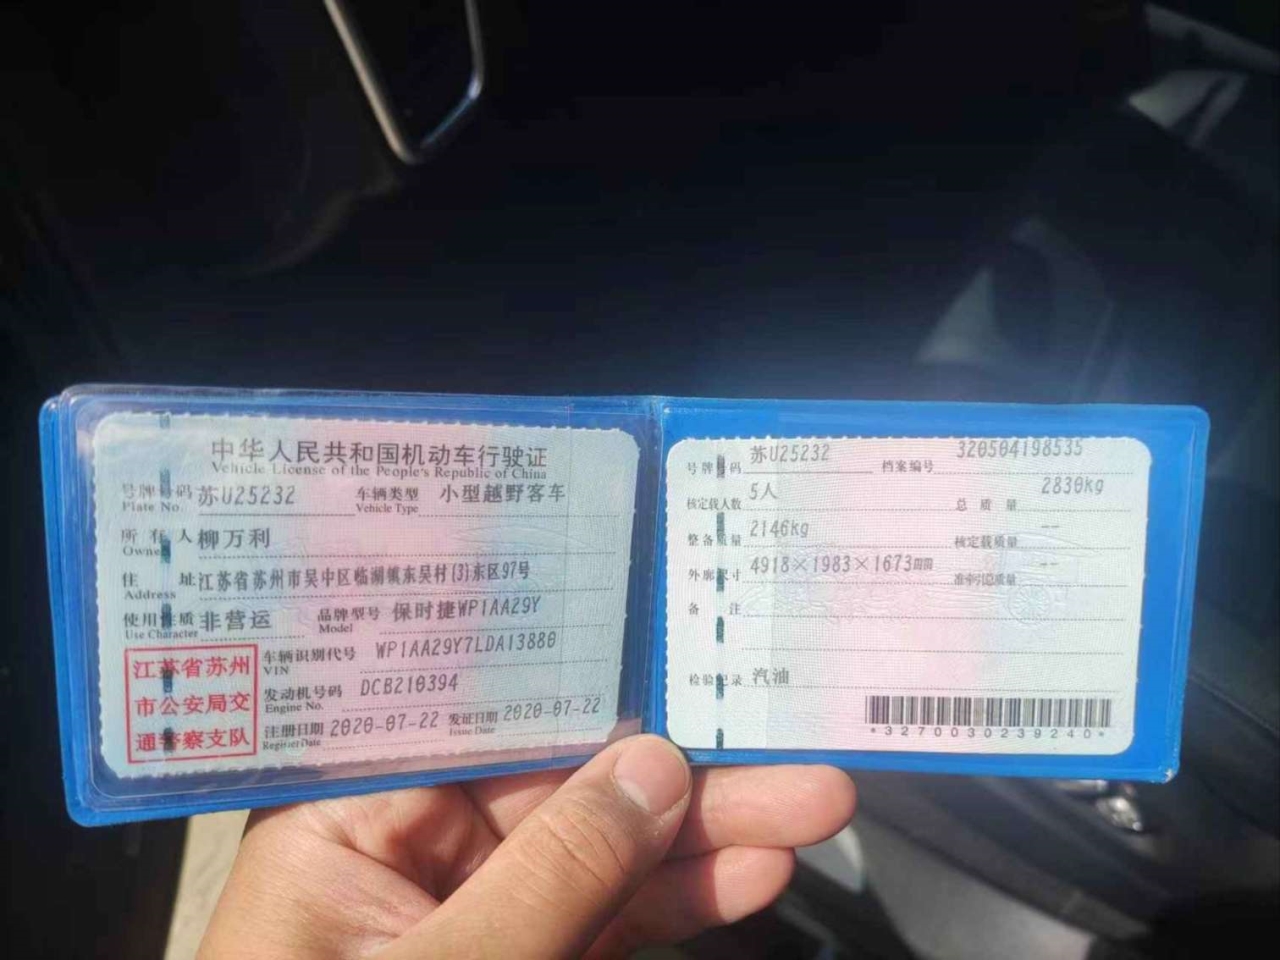 中华人民共和国机动车行驶证
Vehicle License of the People's Republic of China
号牌号码 苏U25232 车辆类型 小型越野客车
Plate No. Vehicle Type
所有人 柳万利
Owner
住址 江苏省苏州市吴中区临湖镇东吴村(3)东区97号
Address
使用性质 非营运 品牌型号 保时捷WP1AA29Y
Use Character Model
江苏省苏州
市公安局交
通警察支队
车辆识别代号 WP1AA29Y7LDA13880
VIN
发动机号码 DCB210394
Engine No.
注册日期 2020-07-22 发证日期 2020-07-22
Register Date Issue Date
号牌号码 苏U25232 档案编号 320504198535
核定载人数 5人 总质量 2830kg
整备质量 2146kg 核定载质量 --
外廓尺寸 4918×1983×1673mm 准牵引总质量 --
备注
检验记录 汽油
*3270030239240*